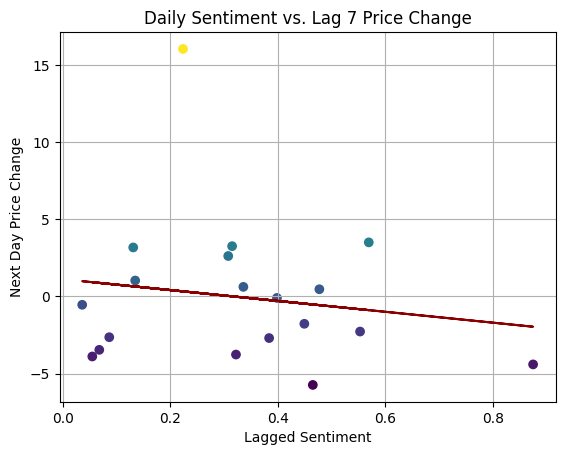 Daily Sentiment vs. Lag 7 Price Change
Next Day Price Change
15
10
5
0
−5
0.0 0.2 0.4 0.6 0.8
Lagged Sentiment